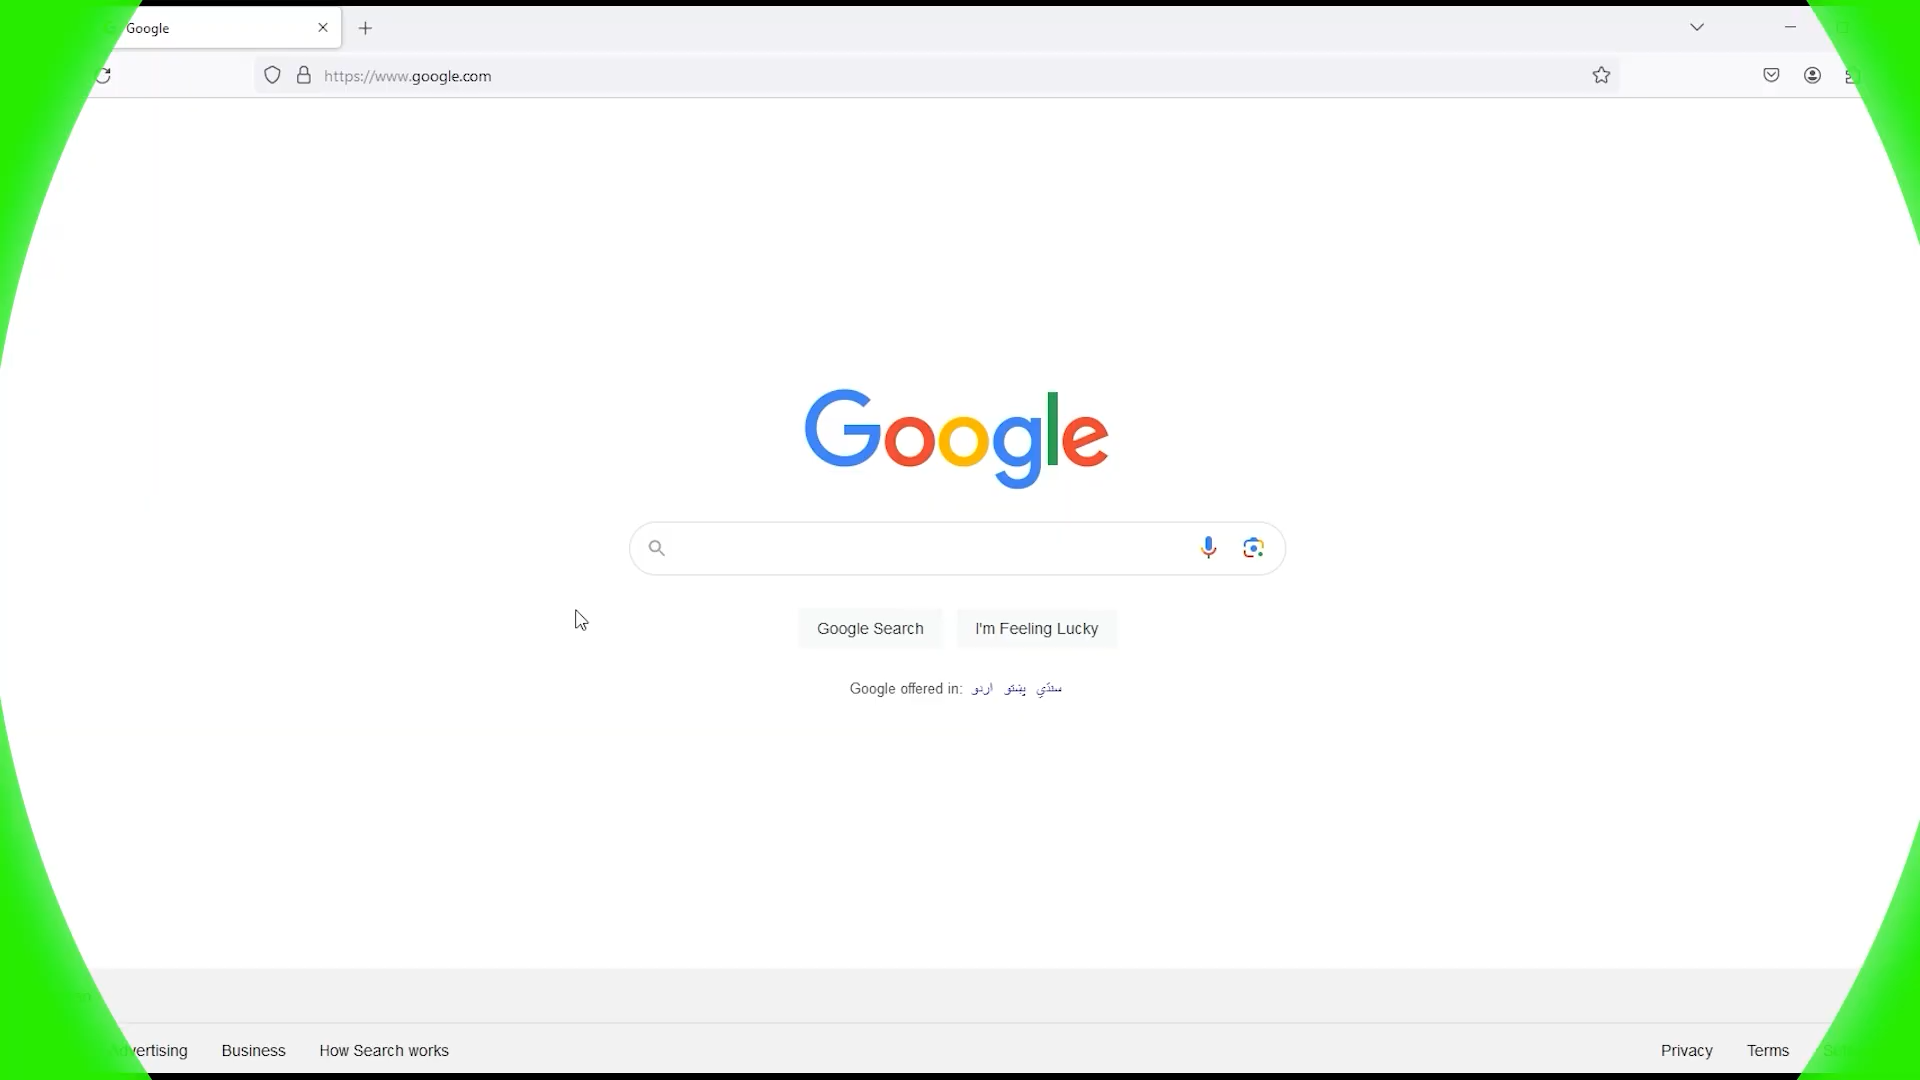 Google
https://www.google.com
Google
Google Search
I'm Feeling Lucky
Google offered in: اردو پښتو سنڌي
Advertising Business How Search works
Privacy Terms